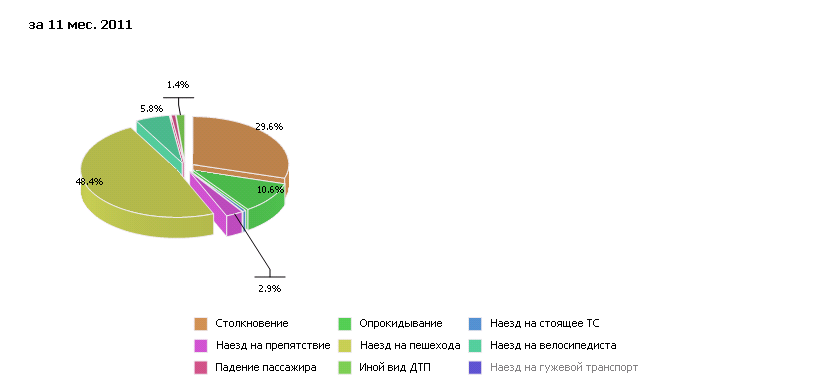 за 11 мес. 2011
1.4%
5.8%
29.6%
48.4%
10.6%
2.9%
Столкновение Опрокидывание Наезд на стоящее ТС
Наезд на препятствие Наезд на пешехода Наезд на велосипедиста
Падение пассажира Иной вид ДТП Наезд на гужевой транспорт